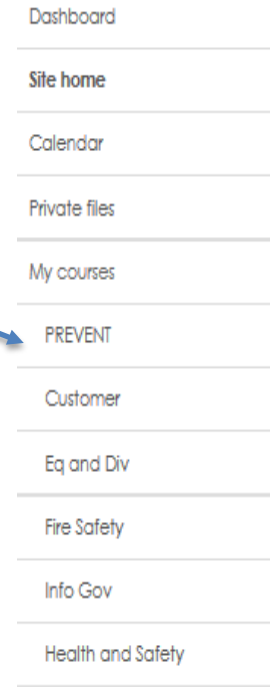 Dashboard
Site home
Calendar
Private files
My courses
PREVENT
Customer
Eq and Div
Fire Safety
Info Gov
Health and Safety